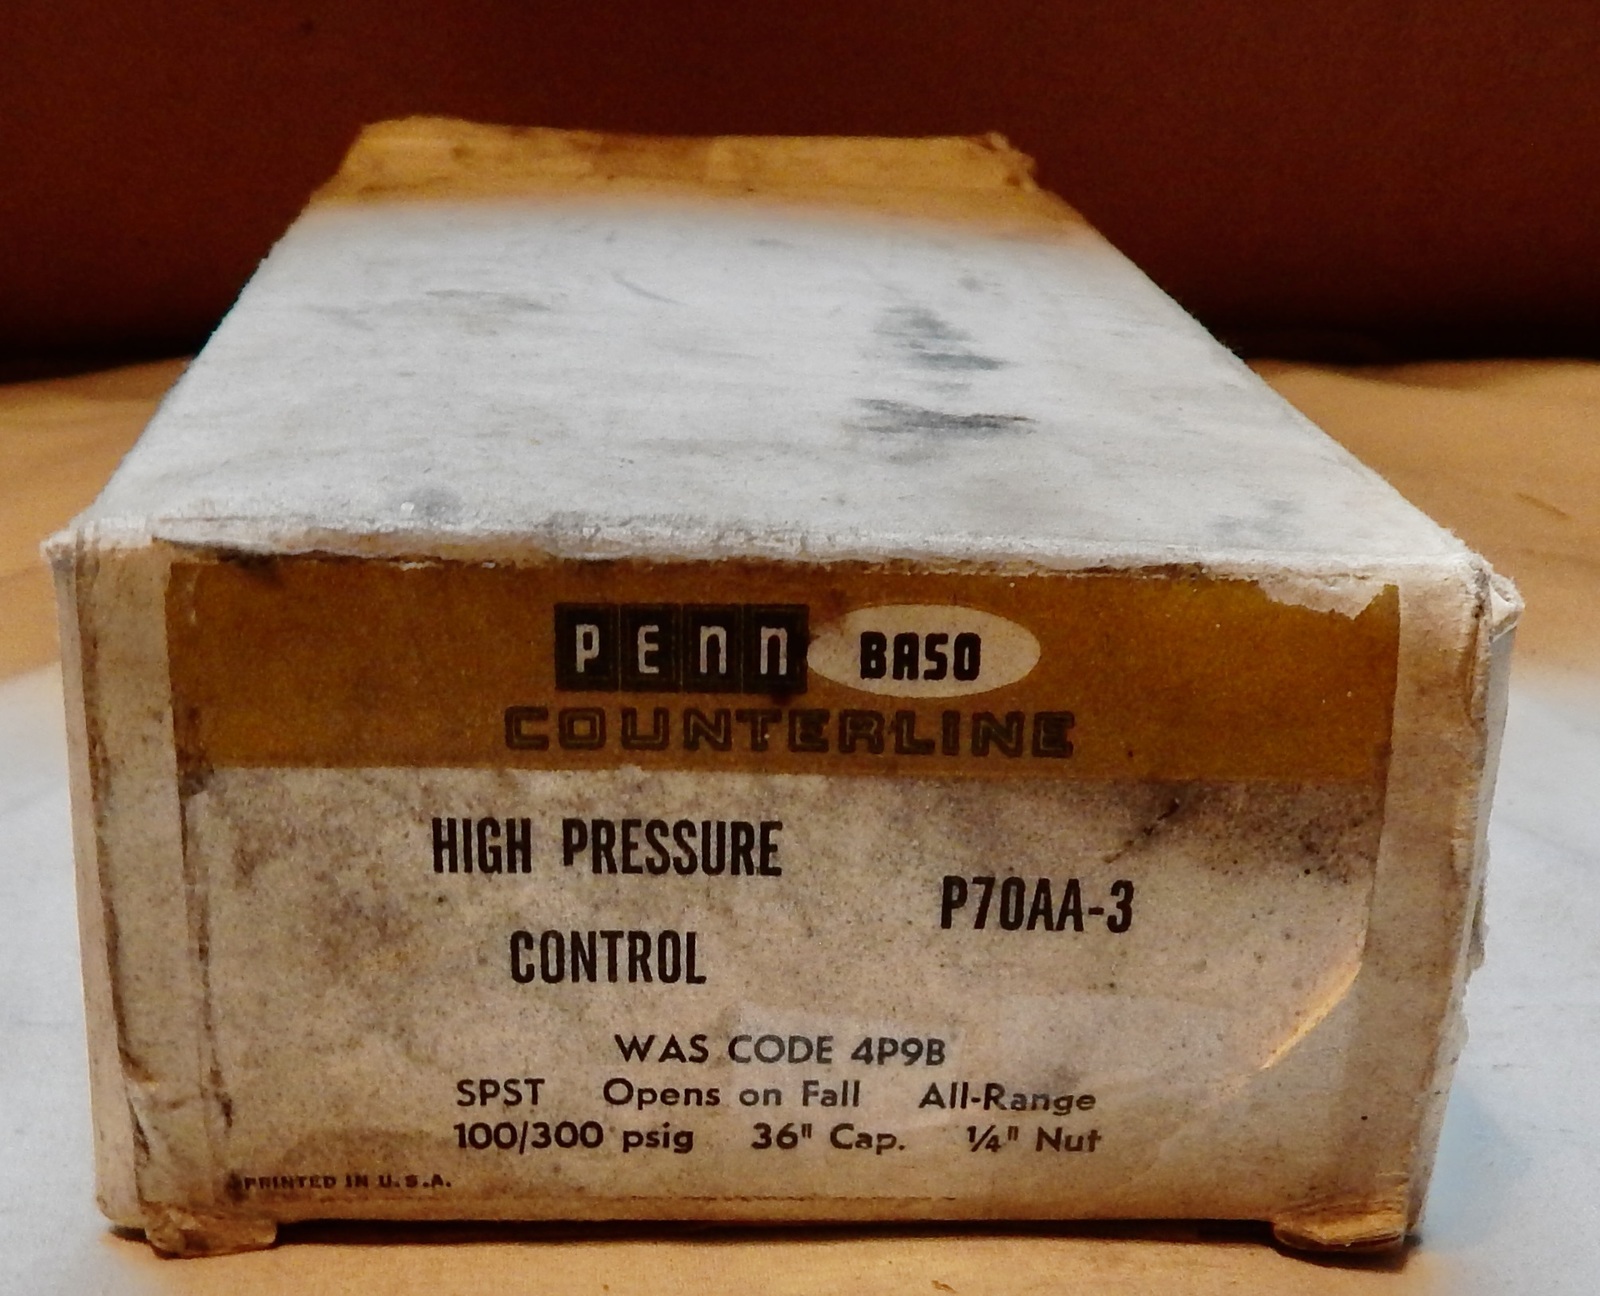 PENN BASO
COUNTERLINE
HIGH PRESSURE
CONTROL
P70AA-3
WAS CODE 4P9B
SPST Opens on Fall All-Range
100/300 psig 36" Cap. 1/4" Nut
PRINTED IN U.S.A.